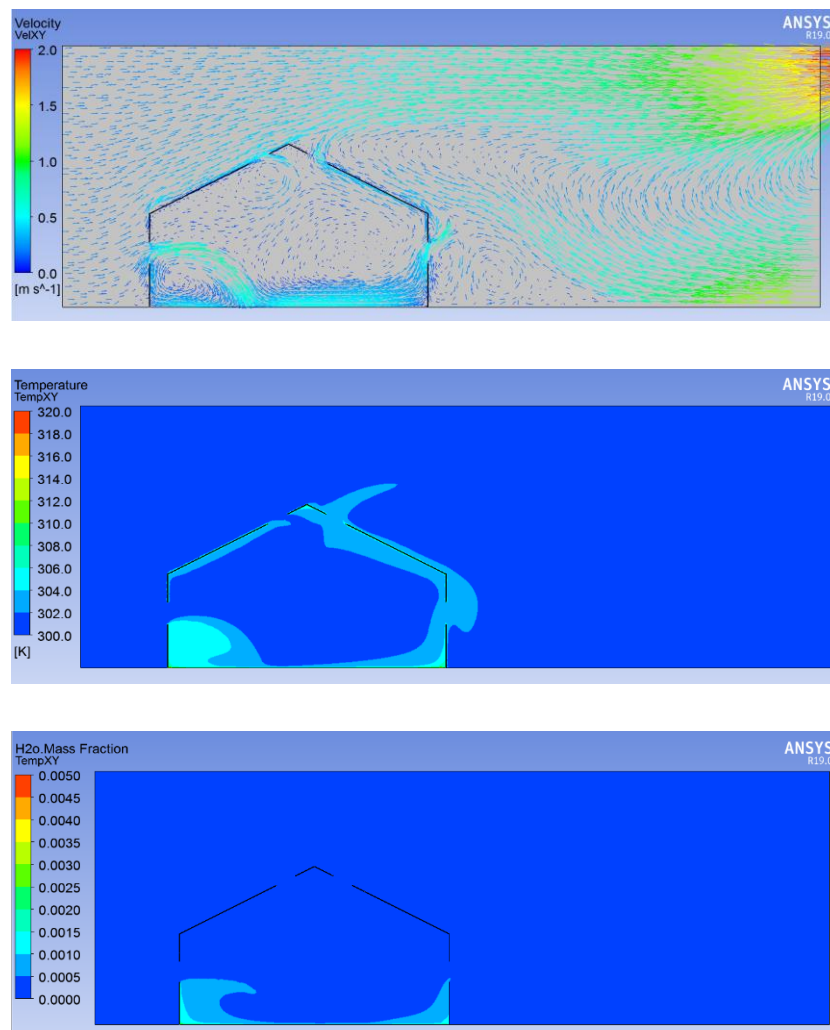 Velocity
VelXY
ANSYS
R19.0
2.0
1.5
1.0
0.5
0.0
[m s^-1]
Temperature
TempXY
ANSYS
R19.0
320.0
318.0
316.0
314.0
312.0
310.0
308.0
306.0
304.0
302.0
300.0
[K]
H2o.Mass Fraction
TempXY
ANSYS
R19.0
0.0050
0.0045
0.0040
0.0035
0.0030
0.0025
0.0020
0.0015
0.0010
0.0005
0.0000